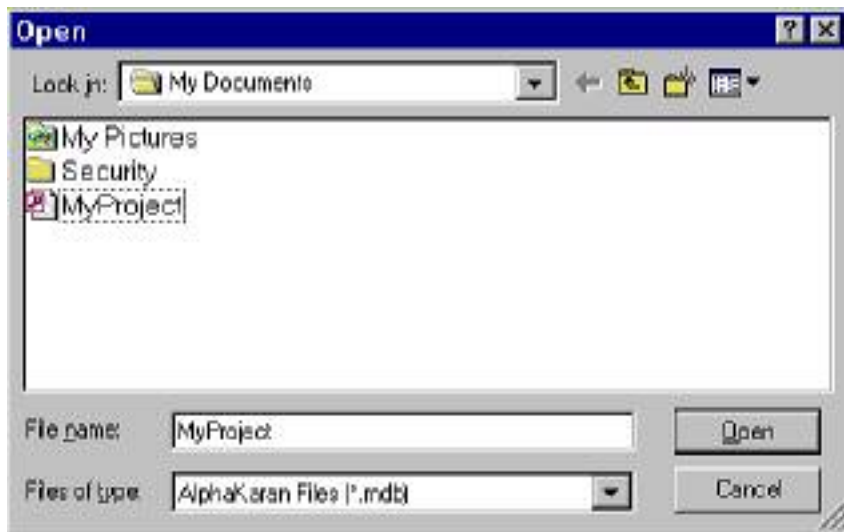 Open
Look in: My Documents
My Pictures
Security
MyProject
File name: MyProject Open
Files of type: AlphaKaran Files (*.mdb) Cancel